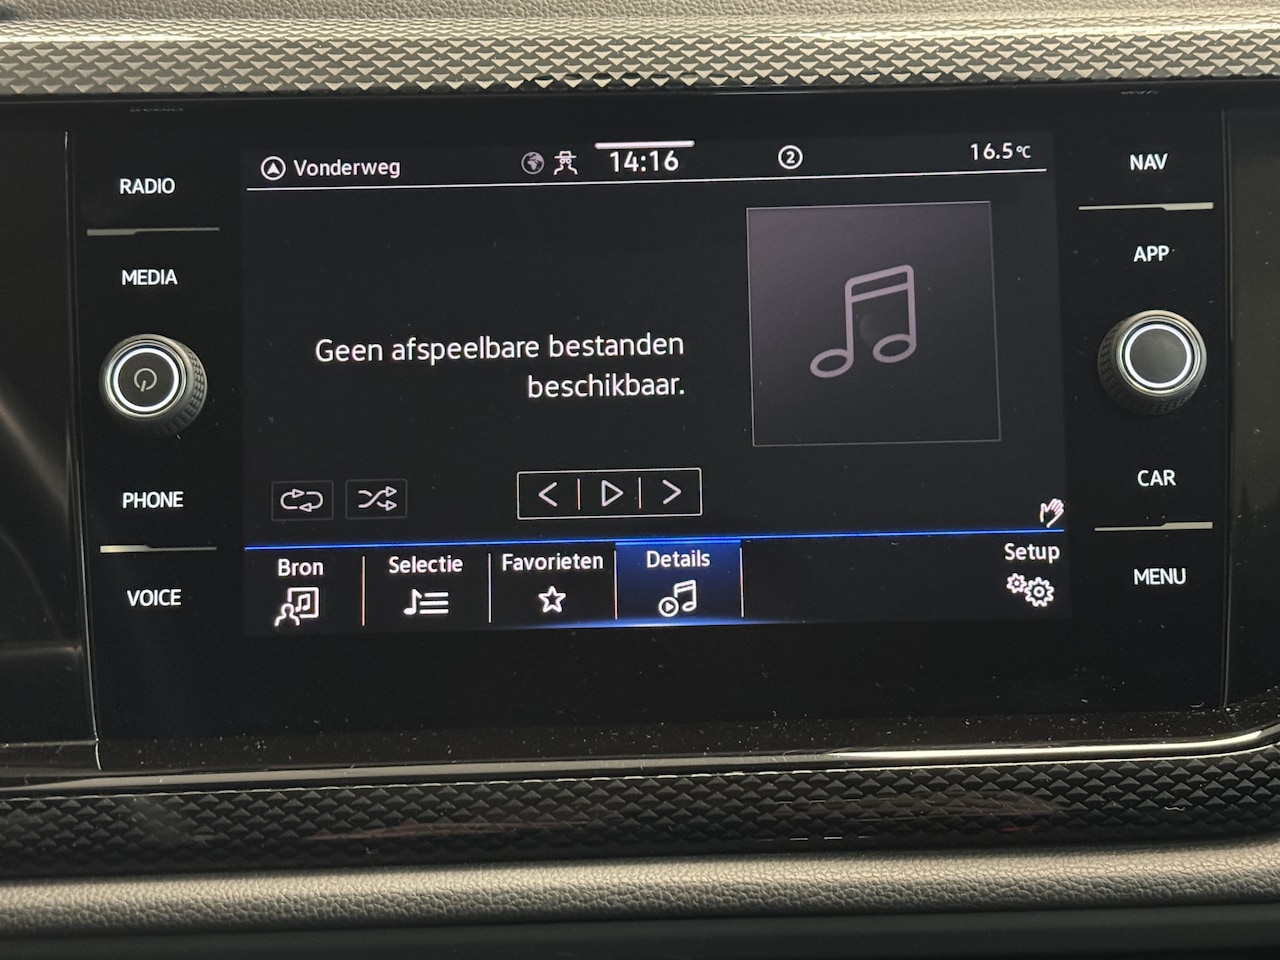 RADIO
MEDIA
PHONE
VOICE
Vonderweg
14:16
2
16.5°C
Geen afspeelbare bestanden
beschikbaar.
Bron
Selectie
Favorieten
Details
Setup
NAV
APP
CAR
MENU